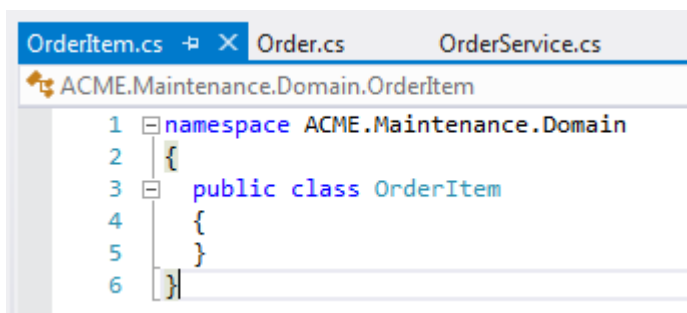 OrderItem.cs Order.cs OrderService.cs
ACME.Maintenance.Domain.OrderItem
1 namespace ACME.Maintenance.Domain
2 {
3 public class OrderItem
4 {
5 }
6 }